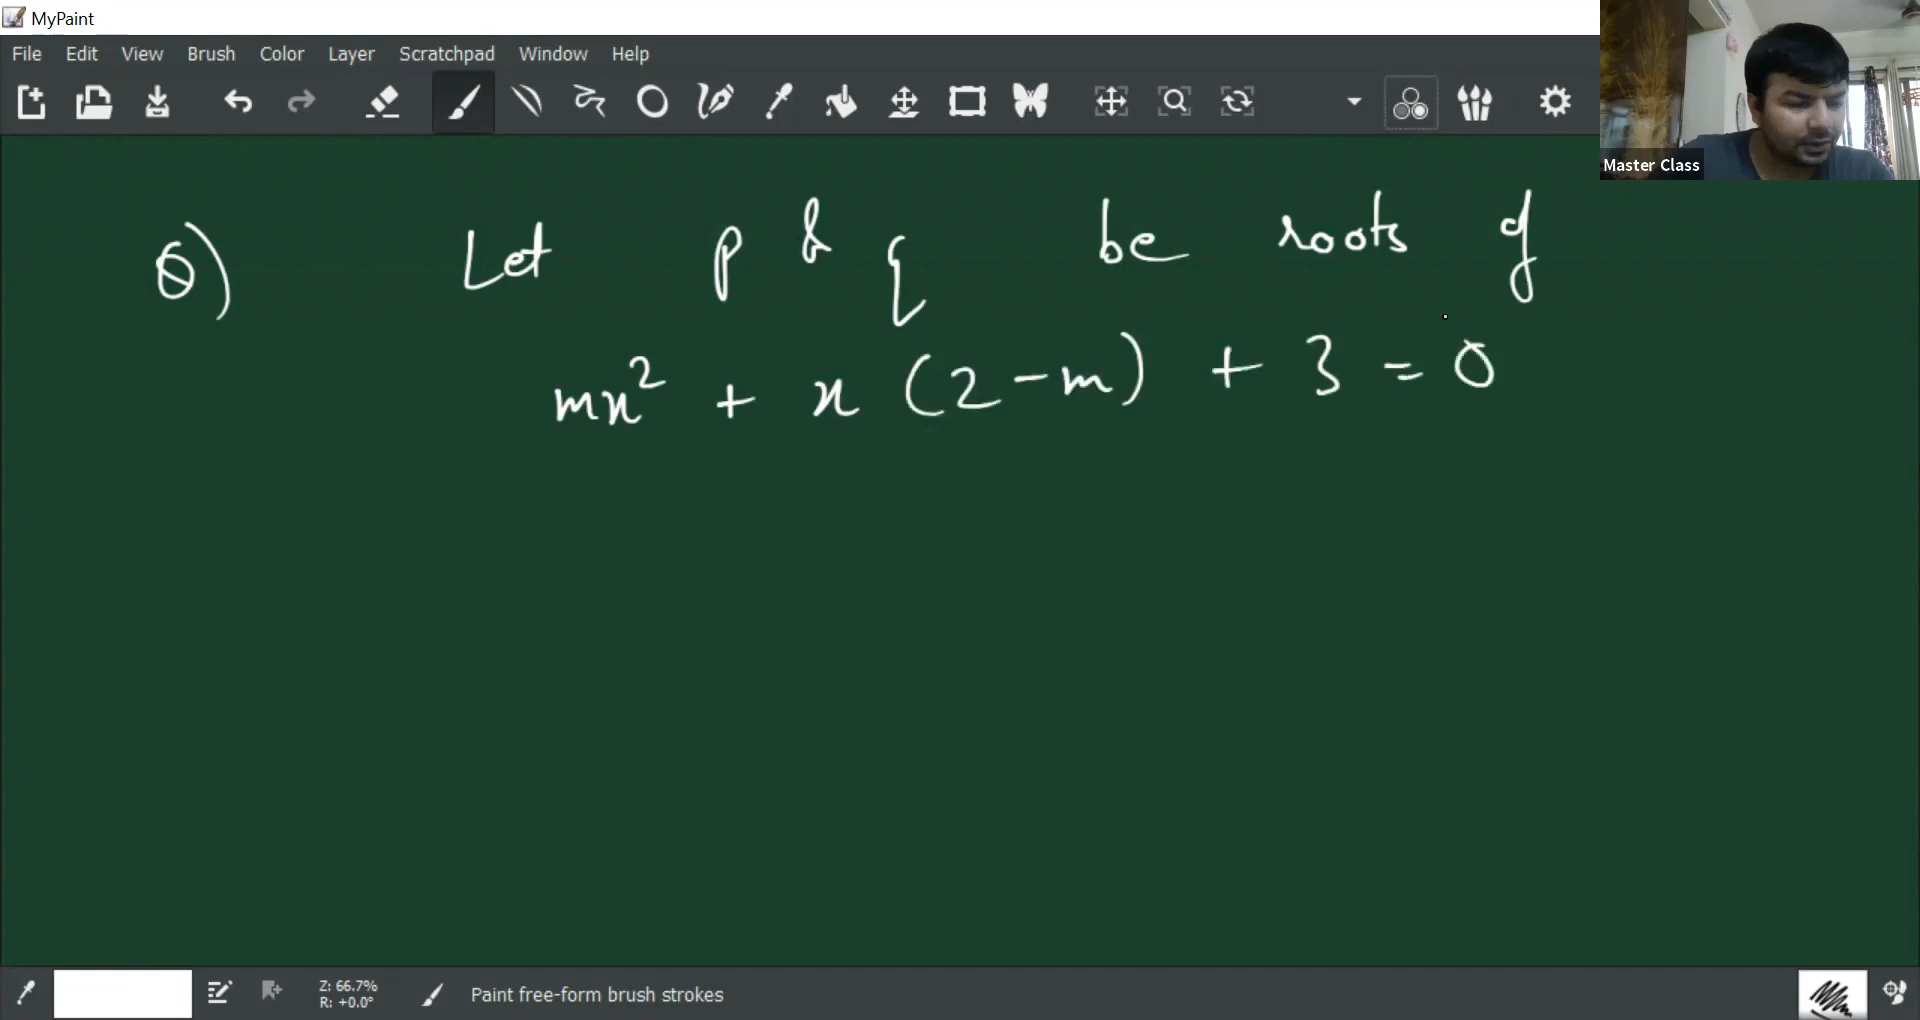 MyPaint
File Edit View Brush Color Layer Scratchpad Window Help
Master Class
Q) Let p & q be roots of
mx² + x (2-m) + 3 = 0
Z: 66.7%
R: +0.0°
Paint free-form brush strokes